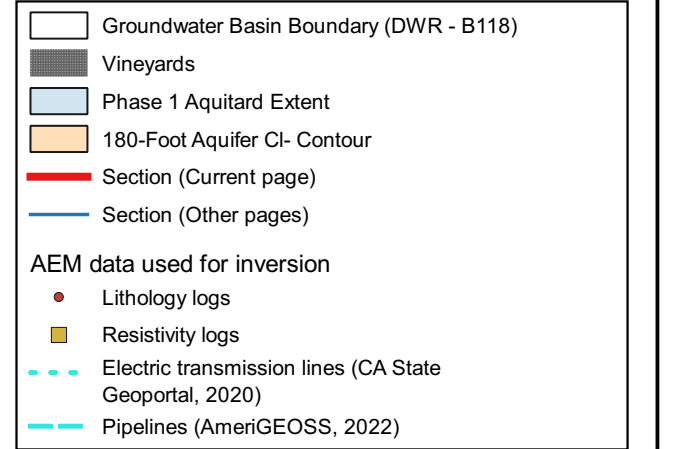 Groundwater Basin Boundary (DWR - B118)
Vineyards
Phase 1 Aquitard Extent
180-Foot Aquifer Cl- Contour
Section (Current page)
Section (Other pages)
AEM data used for inversion
Lithology logs
Resistivity logs
Electric transmission lines (CA State
Geoportal, 2020)
Pipelines (AmeriGEOSS, 2022)